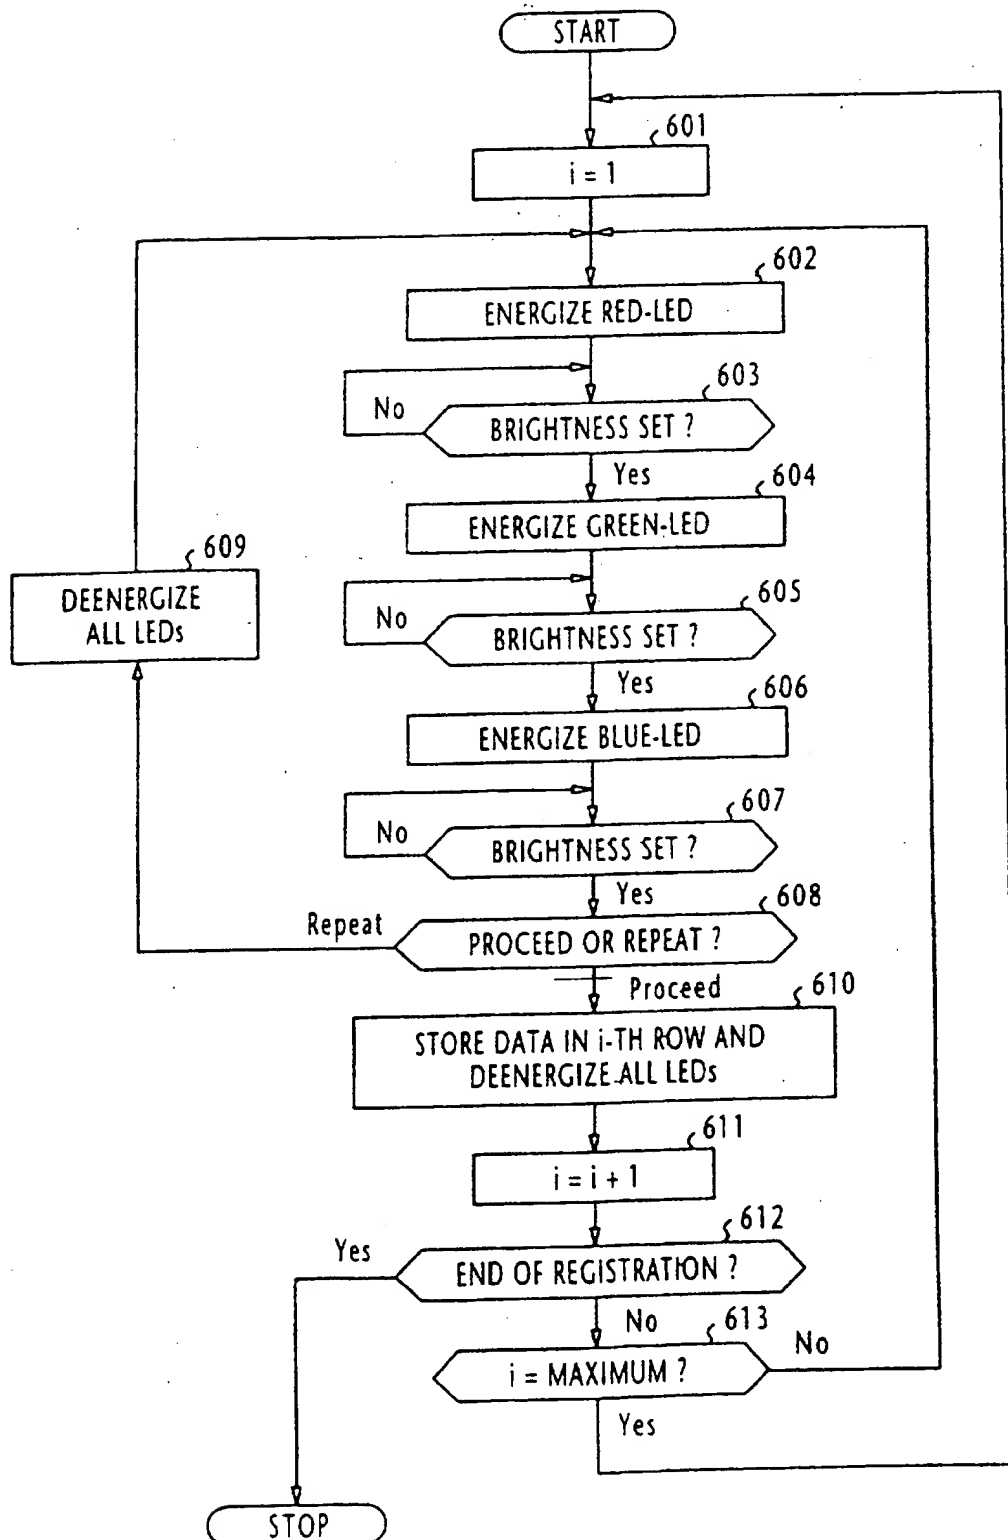 START
601
i = 1
602
ENERGIZE RED-LED
603
No
BRIGHTNESS SET ?
Yes
604
ENERGIZE GREEN-LED
609
DEENERGIZE
ALL LEDs
605
No
BRIGHTNESS SET ?
Yes
606
ENERGIZE BLUE-LED
607
No
BRIGHTNESS SET ?
Yes
608
Repeat
PROCEED OR REPEAT ?
Proceed
610
STORE DATA IN i-TH ROW AND
DEENERGIZE ALL LEDs
611
i = i + 1
612
Yes
END OF REGISTRATION ?
No
613
No
i = MAXIMUM ?
Yes
STOP